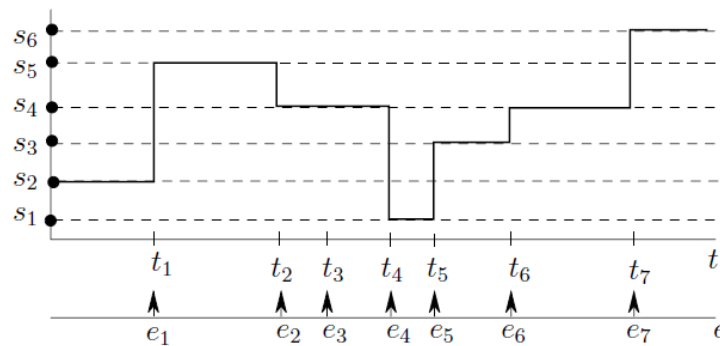 s₆
s₅
s₄
s₃
s₂
s₁
t₁ t₂ t₃ t₄ t₅ t₆ t₇ t
e₁ e₂ e₃ e₄ e₅ e₆ e₇ e